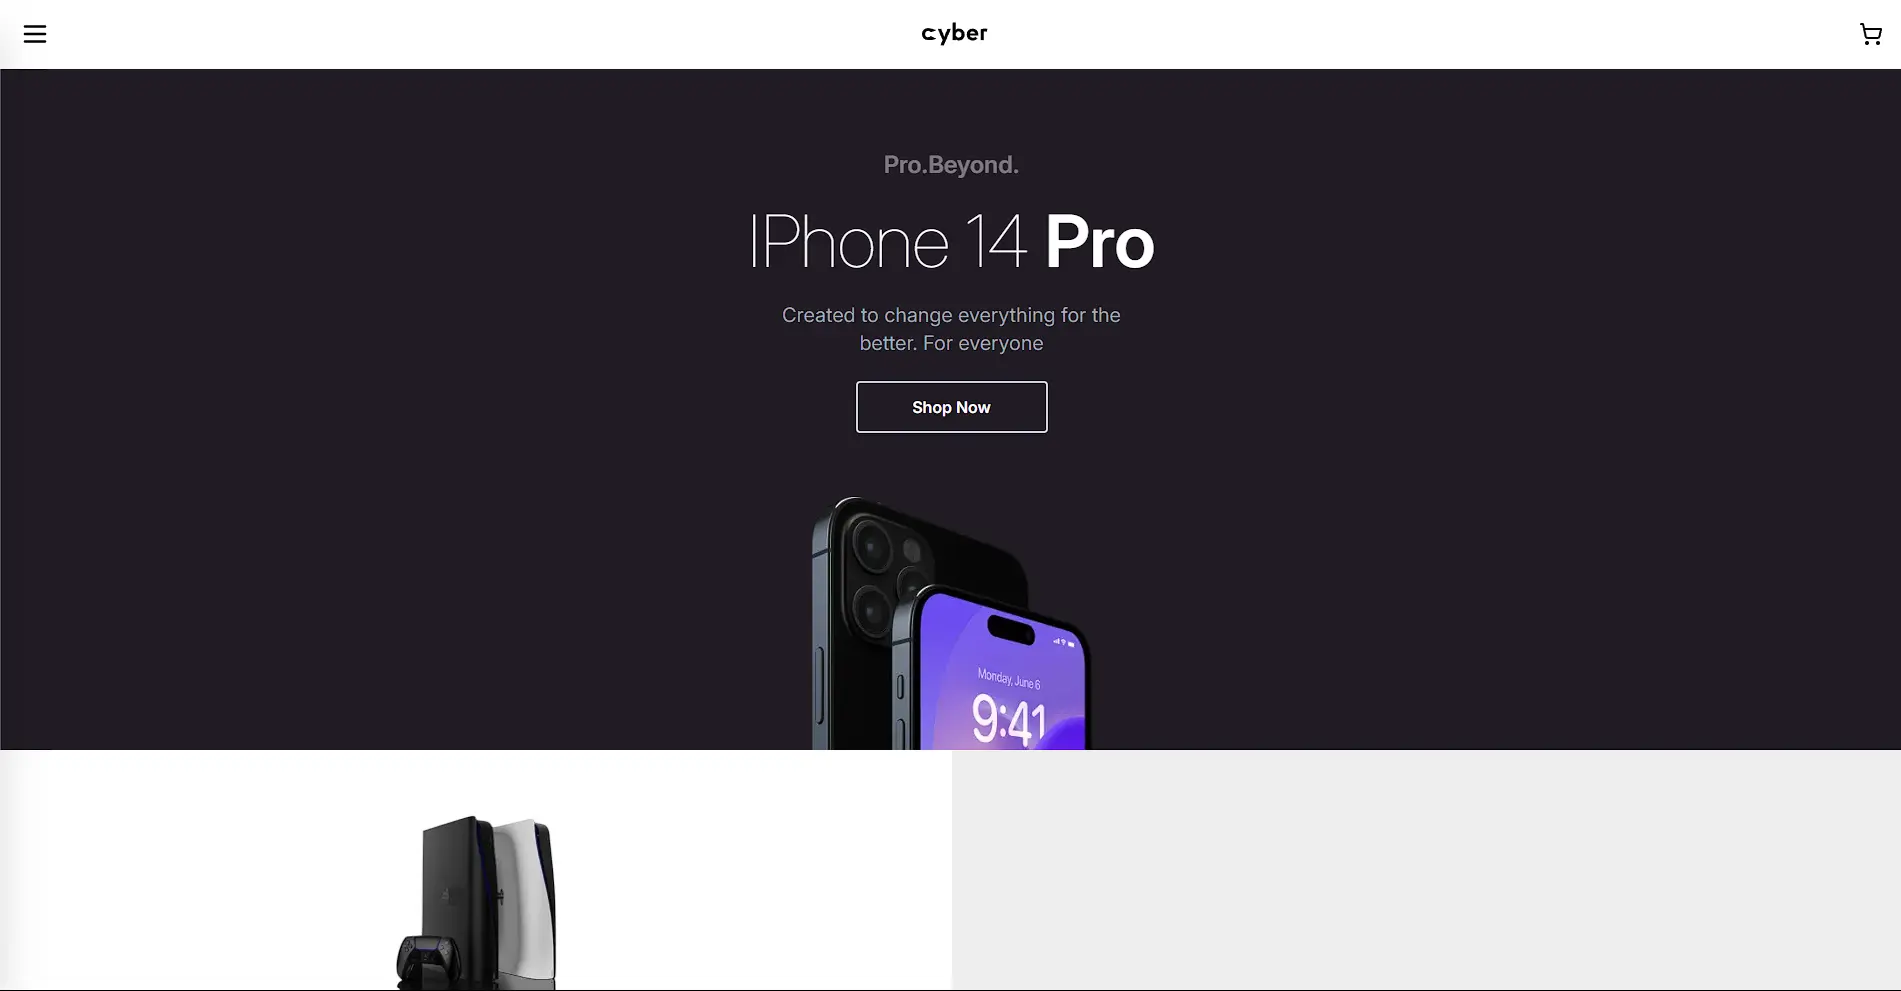 cyber
Pro.Beyond.
IPhone 14 Pro
Created to change everything for the
better. For everyone
Shop Now
Monday, June 6
9:41